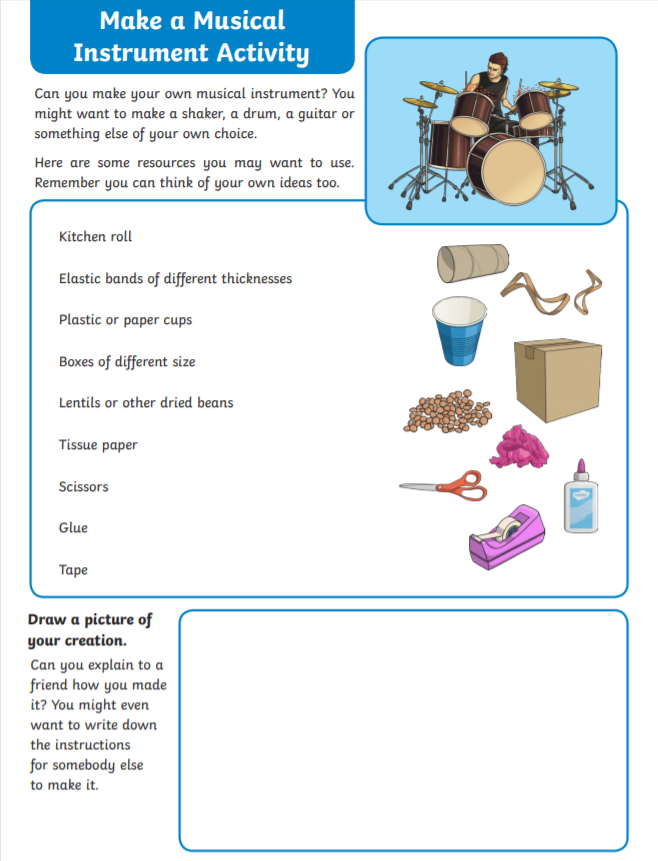 Make a Musical
Instrument Activity
Can you make your own musical instrument? You
might want to make a shaker, a drum, a guitar or
something else of your own choice.
Here are some resources you may want to use.
Remember you can think of your own ideas too.
Kitchen roll
Elastic bands of different thicknesses
Plastic or paper cups
Boxes of different size
Lentils or other dried beans
Tissue paper
Scissors
Glue
Tape
Draw a picture of
your creation.
Can you explain to a
friend how you made
it? You might even
want to write down
the instructions
for somebody else
to make it.